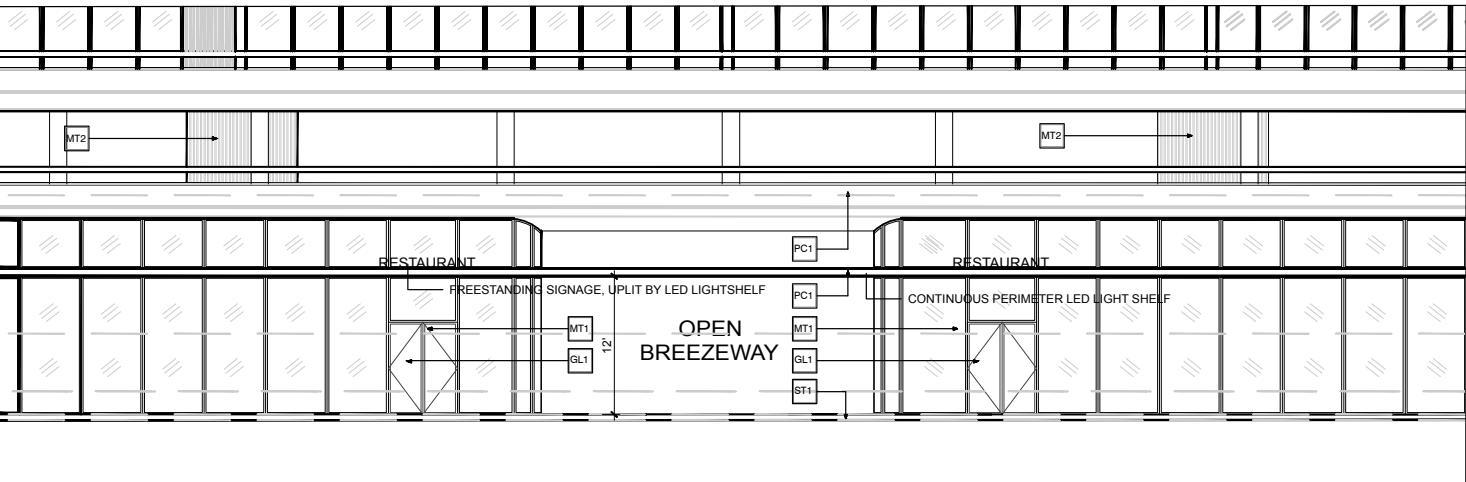 MT2
MT2
PC1
RESTAURANT
RESTAURANT
FREESTANDING SIGNAGE, UPLIT BY LED LIGHTSHELF
PC1
CONTINUOUS PERIMETER LED LIGHT SHELF
MT1
OPEN
BREEZEWAY
MT1
12'
GL1
GL1
ST1